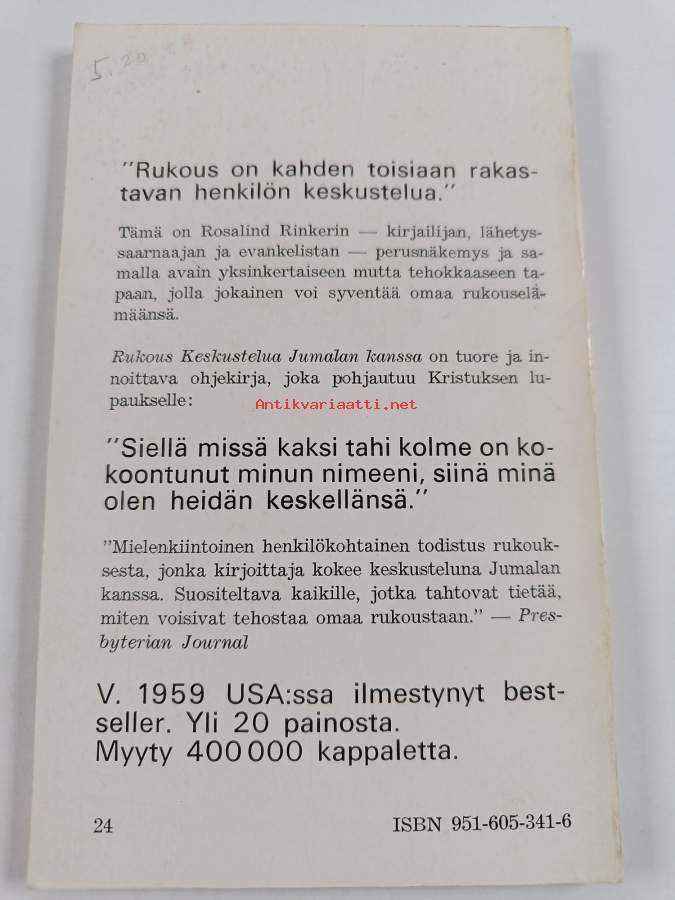 5.20
"Rukous on kahden toisiaan rakas-
tavan henkilön keskustelua."
Tämä on Rosalind Rinkerin — kirjailijan, lähetys-
saarnaajan ja evankelistan — perusnäkemys ja sa-
malla avain yksinkertaiseen mutta tehokkaaseen ta-
paan, jolla jokainen voi syventää omaa rukouselä-
määnsä.
Rukous Keskustelua Jumalan kanssa on tuore ja in-
noittava ohjekirja, joka pohjautuu Kristuksen lu-
paukselle:
Antikvariaatti.net
"Siellä missä kaksi tahi kolme on ko-
koontunut minun nimeeni, siinä minä
olen heidän keskellänsä."
"Mielenkiintoinen henkilökohtainen todistus rukouk-
sesta, jonka kirjoittaja kokee keskusteluna Jumalan
kanssa. Suositeltava kaikille, jotka tahtovat tietää,
miten voisivat tehostaa omaa rukoustaan." — Pres-
byterian Journal
V. 1959 USA:ssa ilmestynyt best-
seller. Yli 20 painosta.
Myyty 400 000 kappaletta.
24
ISBN 951-605-341-6